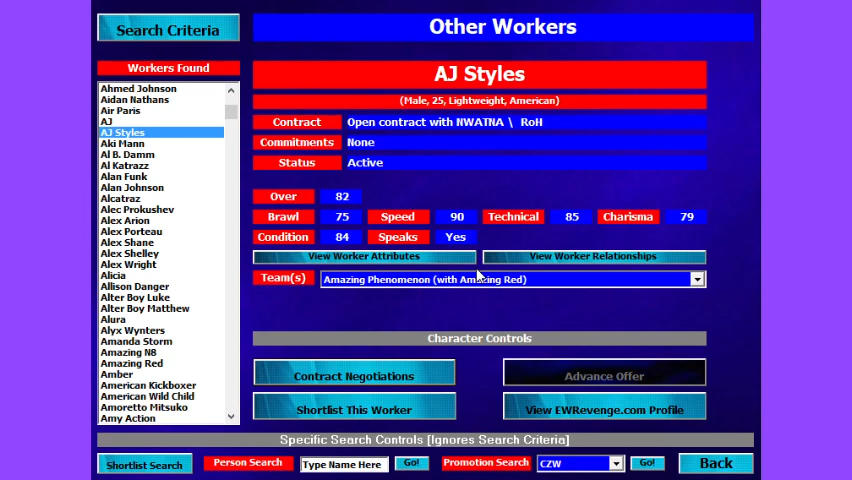 Search Criteria
Other Workers
Workers Found
Ahmed Johnson
Aidan Nathans
Air Paris
AJ
AJ Styles
Aki Mann
Al B. Damm
Al Katrazz
Alan Funk
Alan Johnson
Alcatraz
Alec Prokushev
Alex Arion
Alex Porteau
Alex Shane
Alex Shelley
Alex Wright
Alicia
Allison Danger
Alter Boy Luke
Alter Boy Matthew
Alura
Alyx Wynters
Amanda Storm
Amazing N8
Amazing Red
Amber
American Kickboxer
American Wild Child
Amoretto Mitsuko
Amy Action
AJ Styles
(Male, 25, Lightweight, American)
Contract Open contract with NWATNA \ RoH
Commitments None
Status Active
Over 82
Brawl 75 Speed 90 Technical 85 Charisma 79
Condition 84 Speaks Yes
View Worker Attributes View Worker Relationships
Team(s) Amazing Phenomenon (with Amazing Red)
Character Controls
Contract Negotiations Advance Offer
Shortlist This Worker View EWRevenge.com Profile
Specific Search Controls [Ignores Search Criteria]
Shortlist Search Person Search Type Name Here Go! Promotion Search CZW Go! Back